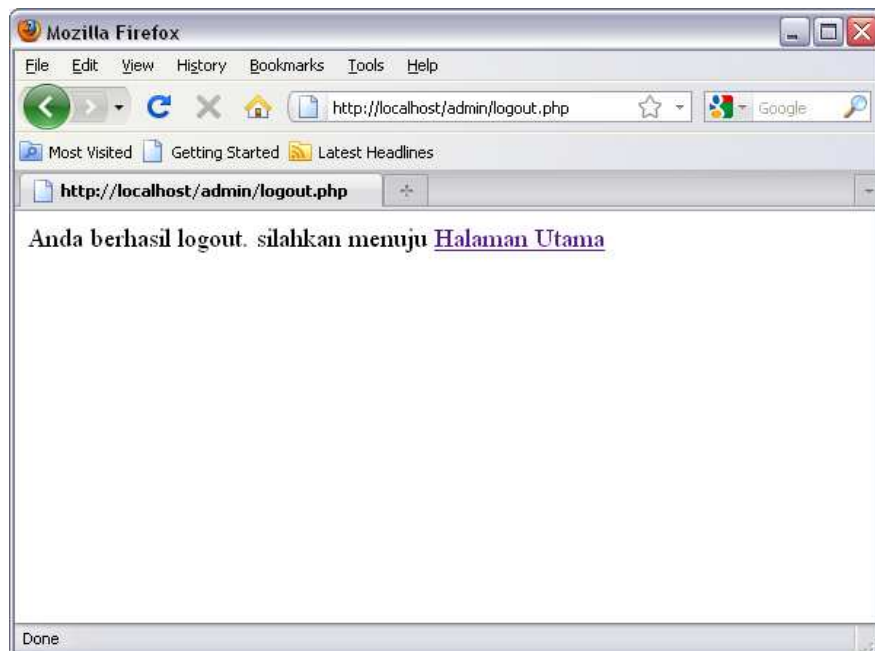 Mozilla Firefox
File Edit View History Bookmarks Tools Help
http://localhost/admin/logout.php Google
Most Visited Getting Started Latest Headlines
http://localhost/admin/logout.php
Anda berhasil logout. silahkan menuju Halaman Utama
Done